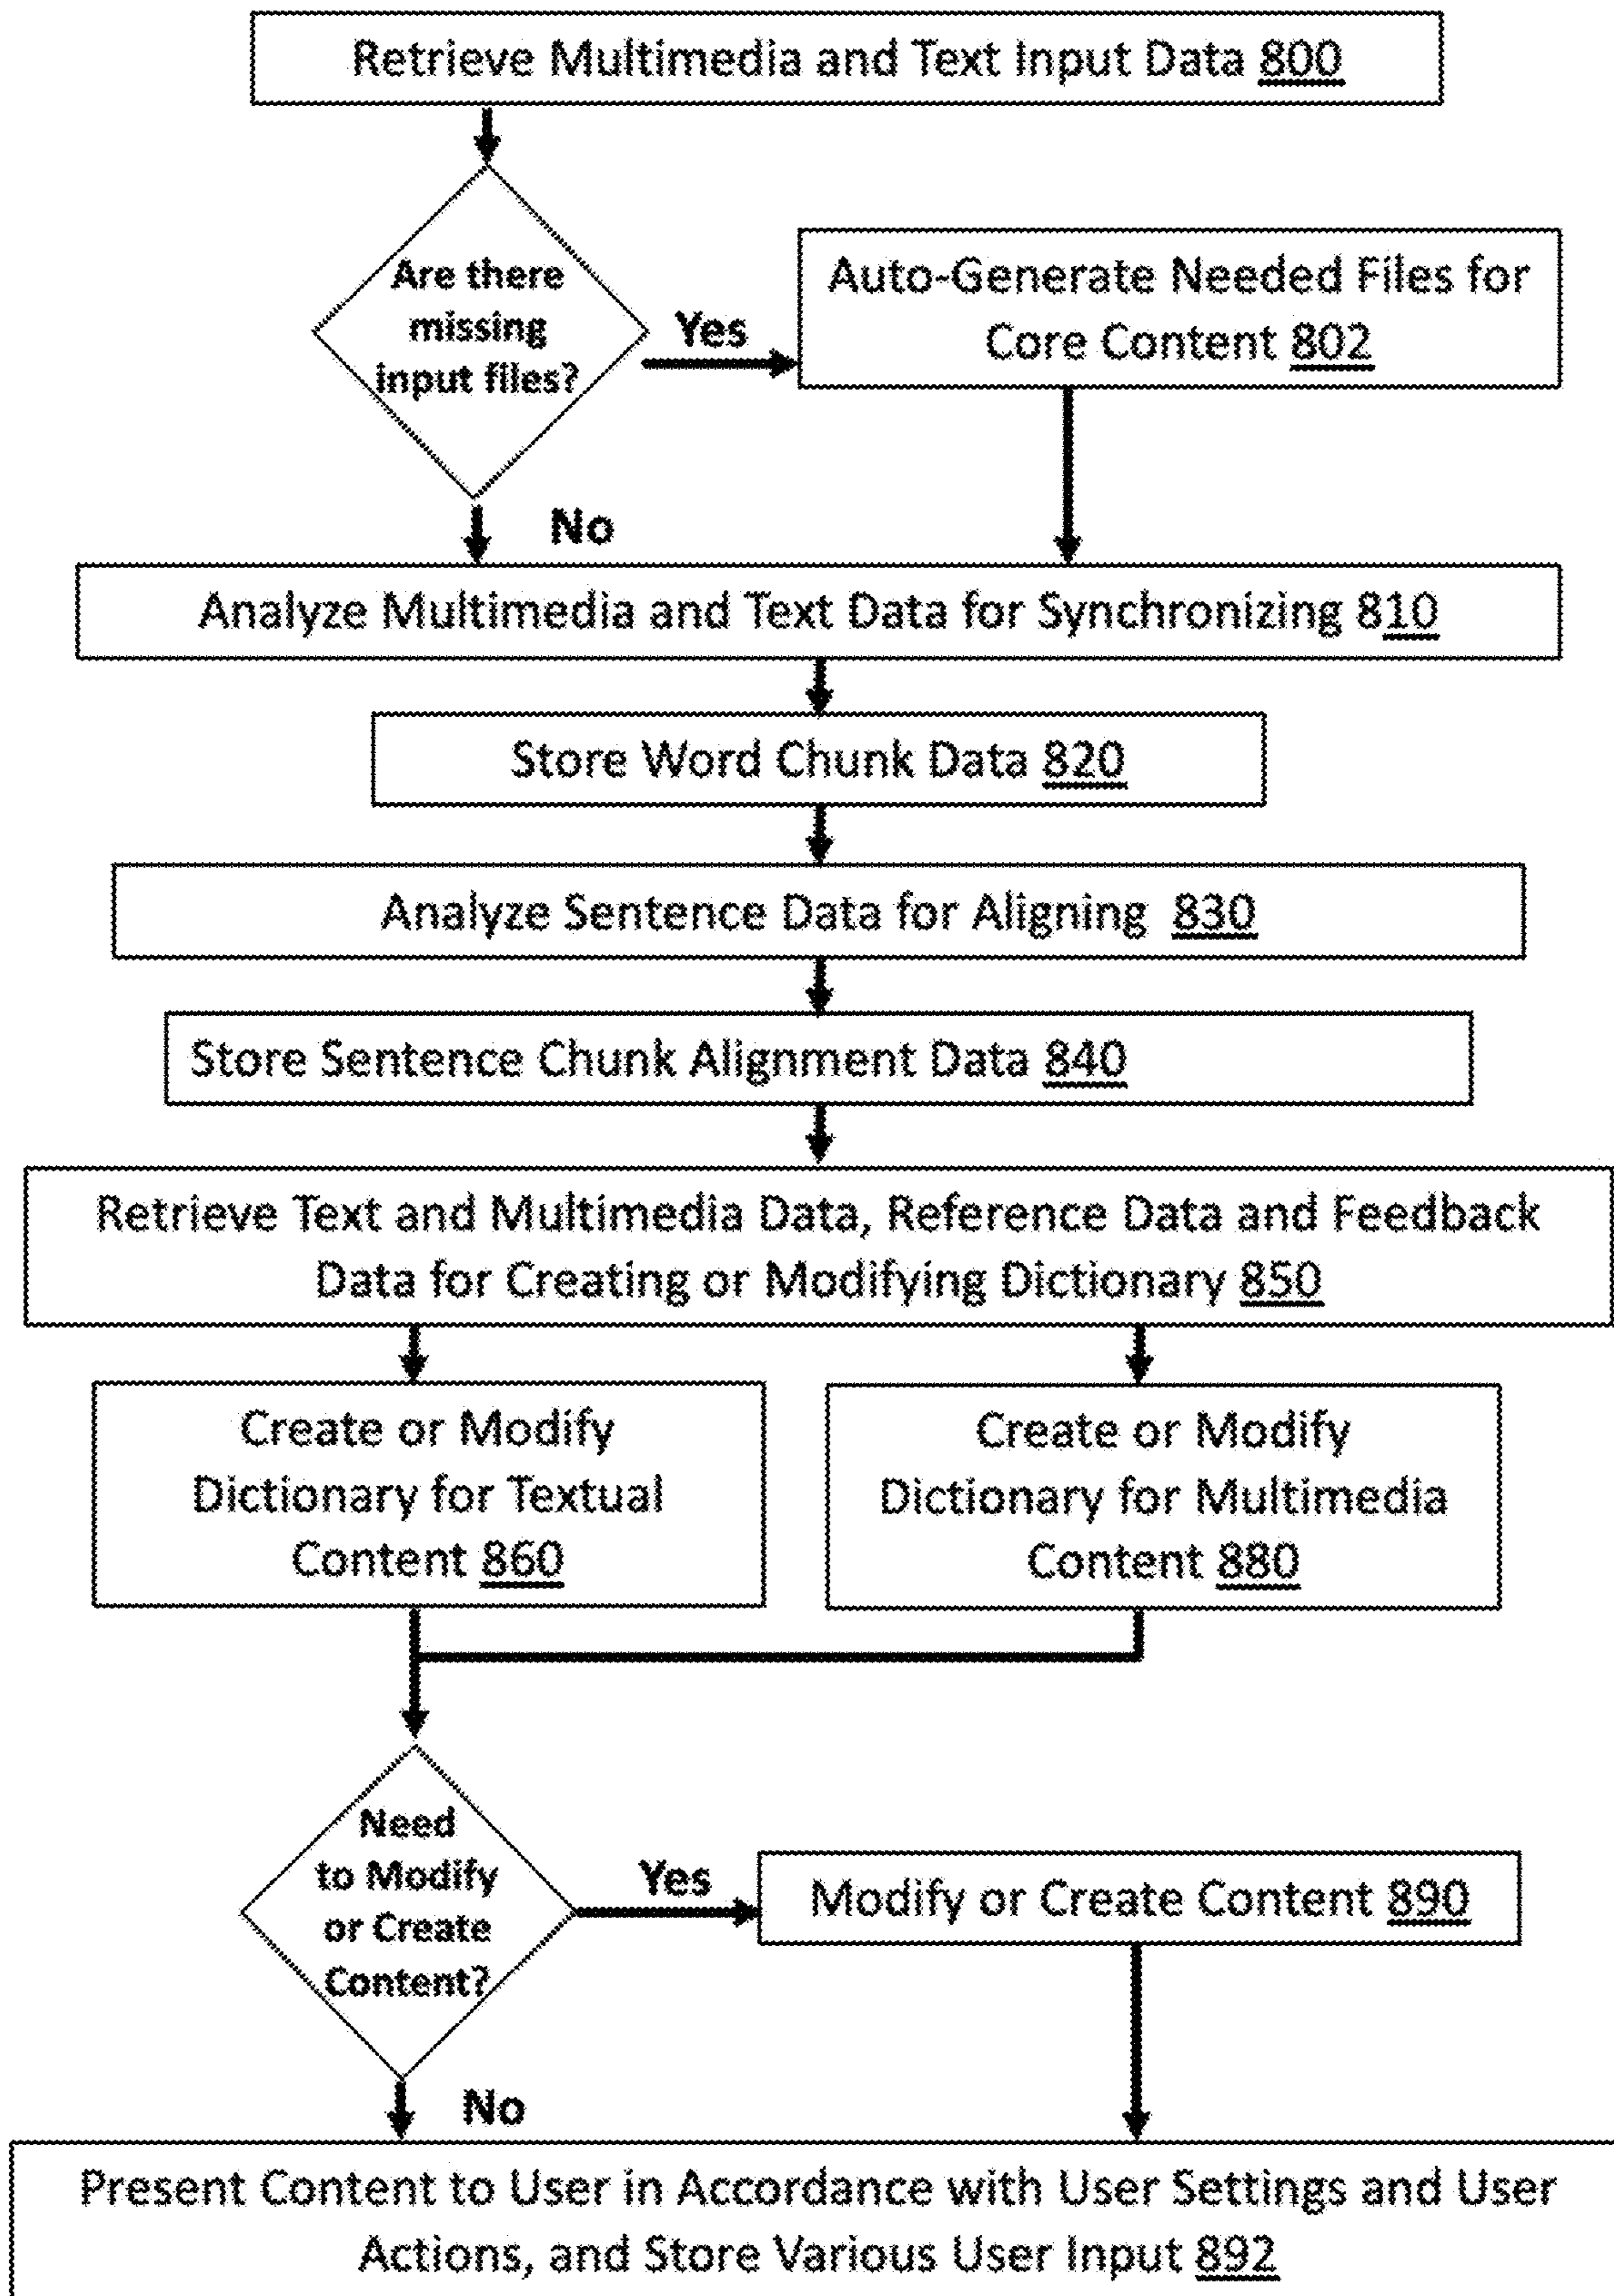 Retrieve Multimedia and Text Input Data 800
Are there
missing
input files?
Yes
Auto-Generate Needed Files for
Core Content 802
No
Analyze Multimedia and Text Data for Synchronizing 810
Store Word Chunk Data 820
Analyze Sentence Data for Aligning 830
Store Sentence Chunk Alignment Data 840
Retrieve Text and Multimedia Data, Reference Data and Feedback
Data for Creating or Modifying Dictionary 850
Create or Modify
Dictionary for Textual
Content 860
Create or Modify
Dictionary for Multimedia
Content 880
Need
to Modify
or Create
Content?
Yes
Modify or Create Content 890
No
Present Content to User in Accordance with User Settings and User
Actions, and Store Various User Input 892